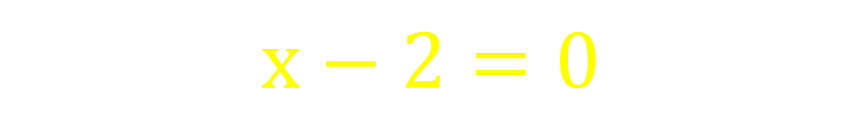 x − 2 = 0